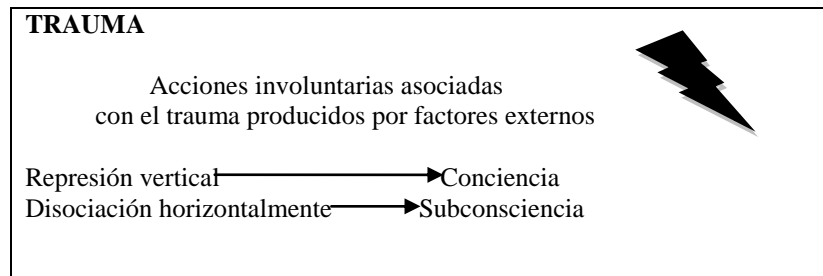 TRAUMA
Acciones involuntarias asociadas
con el trauma producidos por factores externos
Represión vertical Conciencia
Disociación horizontalmente Subconsciencia